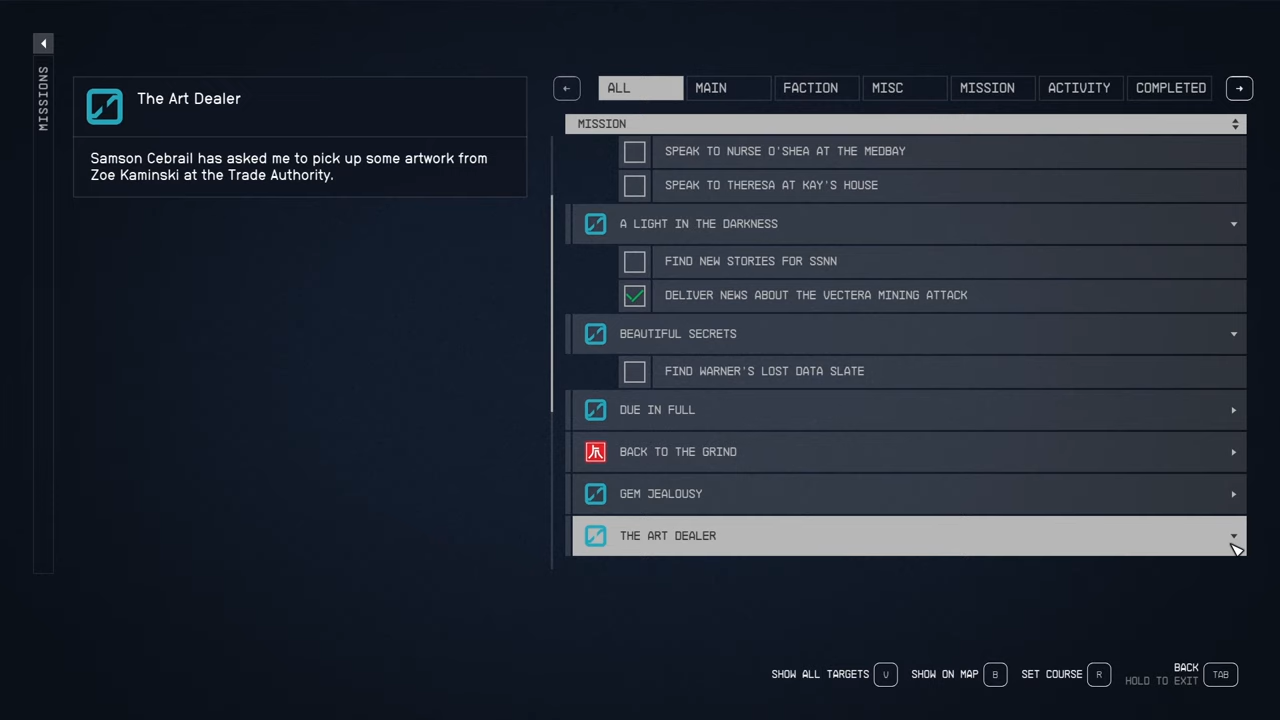 MISSIONS
The Art Dealer
Samson Cebrail has asked me to pick up some artwork from
Zoe Kaminski at the Trade Authority.
ALL
MAIN
FACTION
MISC
MISSION
ACTIVITY
COMPLETED
MISSION
SPEAK TO NURSE O'SHEA AT THE MEDBAY
SPEAK TO THERESA AT KAY'S HOUSE
A LIGHT IN THE DARKNESS
FIND NEW STORIES FOR SSNN
DELIVER NEWS ABOUT THE VECTERA MINING ATTACK
BEAUTIFUL SECRETS
FIND WARNER'S LOST DATA SLATE
DUE IN FULL
BACK TO THE GRIND
GEM JEALOUSY
THE ART DEALER
SHOW ALL TARGETS V
SHOW ON MAP B
SET COURSE R
BACK
HOLD TO EXIT
TAB